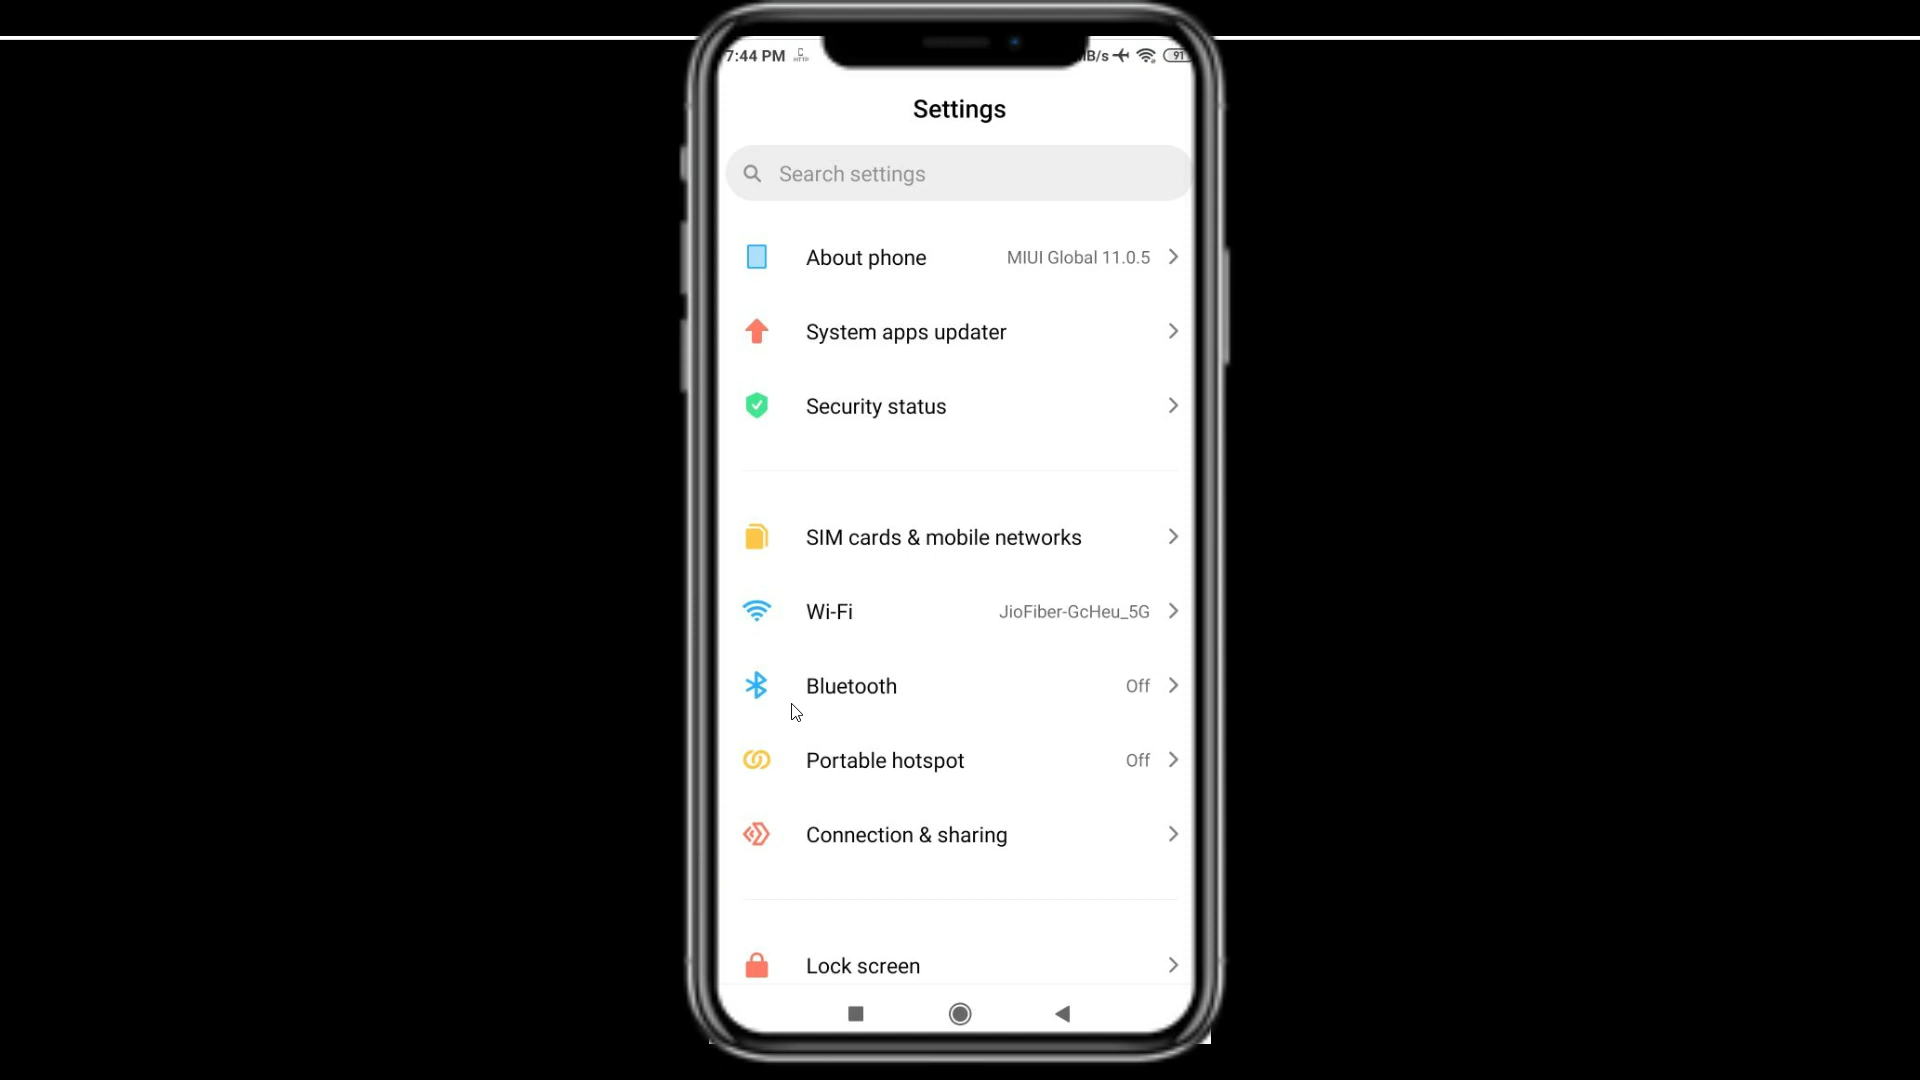 7:44 PM
B/s
91
Settings
Search settings
About phone
MIUI Global 11.0.5
System apps updater
Security status
SIM cards & mobile networks
Wi-Fi
JioFiber-GcHeu_5G
Bluetooth
Off
Portable hotspot
Off
Connection & sharing
Lock screen